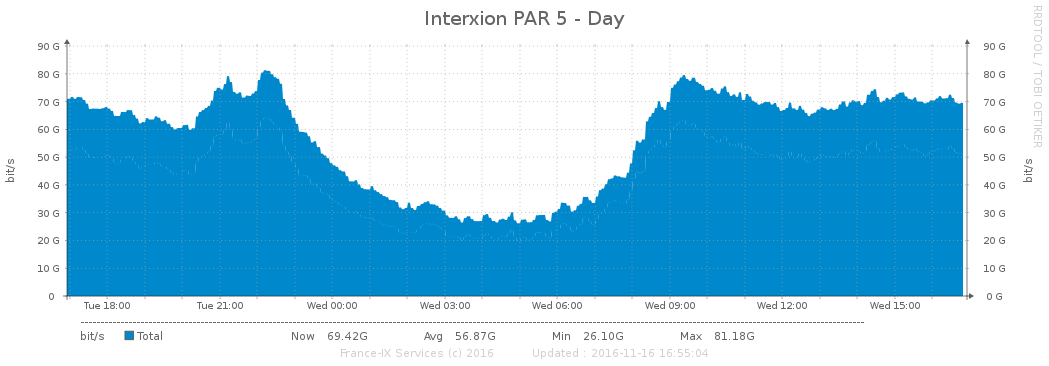 Interxion PAR 5 - Day
RRDTOOL / TOBI OETIKER
90 G 90 G
80 G 80 G
70 G 70 G
60 G 60 G
50 G 50 G
40 G 40 G
30 G 30 G
20 G 20 G
10 G 10 G
0 0 G
bit/s
bit/s
Tue 18:00 Tue 21:00 Wed 00:00 Wed 03:00 Wed 06:00 Wed 09:00 Wed 12:00 Wed 15:00
bit/s Total Now 69.42G Avg 56.87G Min 26.10G Max 81.18G
France-IX Services (c) 2016 Updated : 2016-11-16 16:55:04